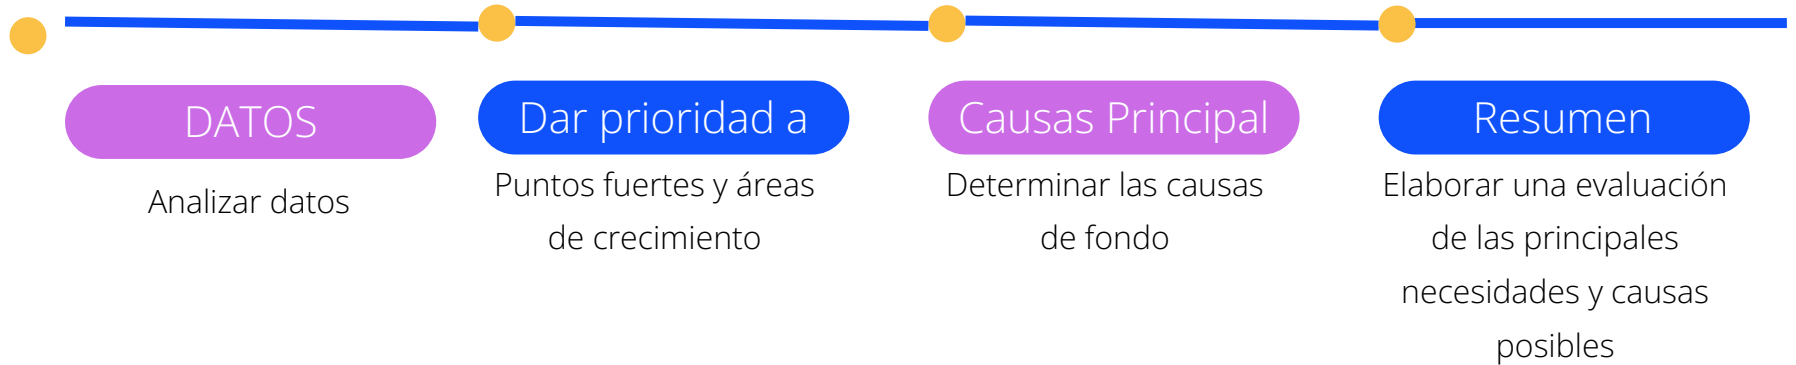 DATOS
Analizar datos
Dar prioridad a
Puntos fuertes y áreas
de crecimiento
Causas Principal
Determinar las causas
de fondo
Resumen
Elaborar una evaluación
de las principales
necesidades y causas
posibles